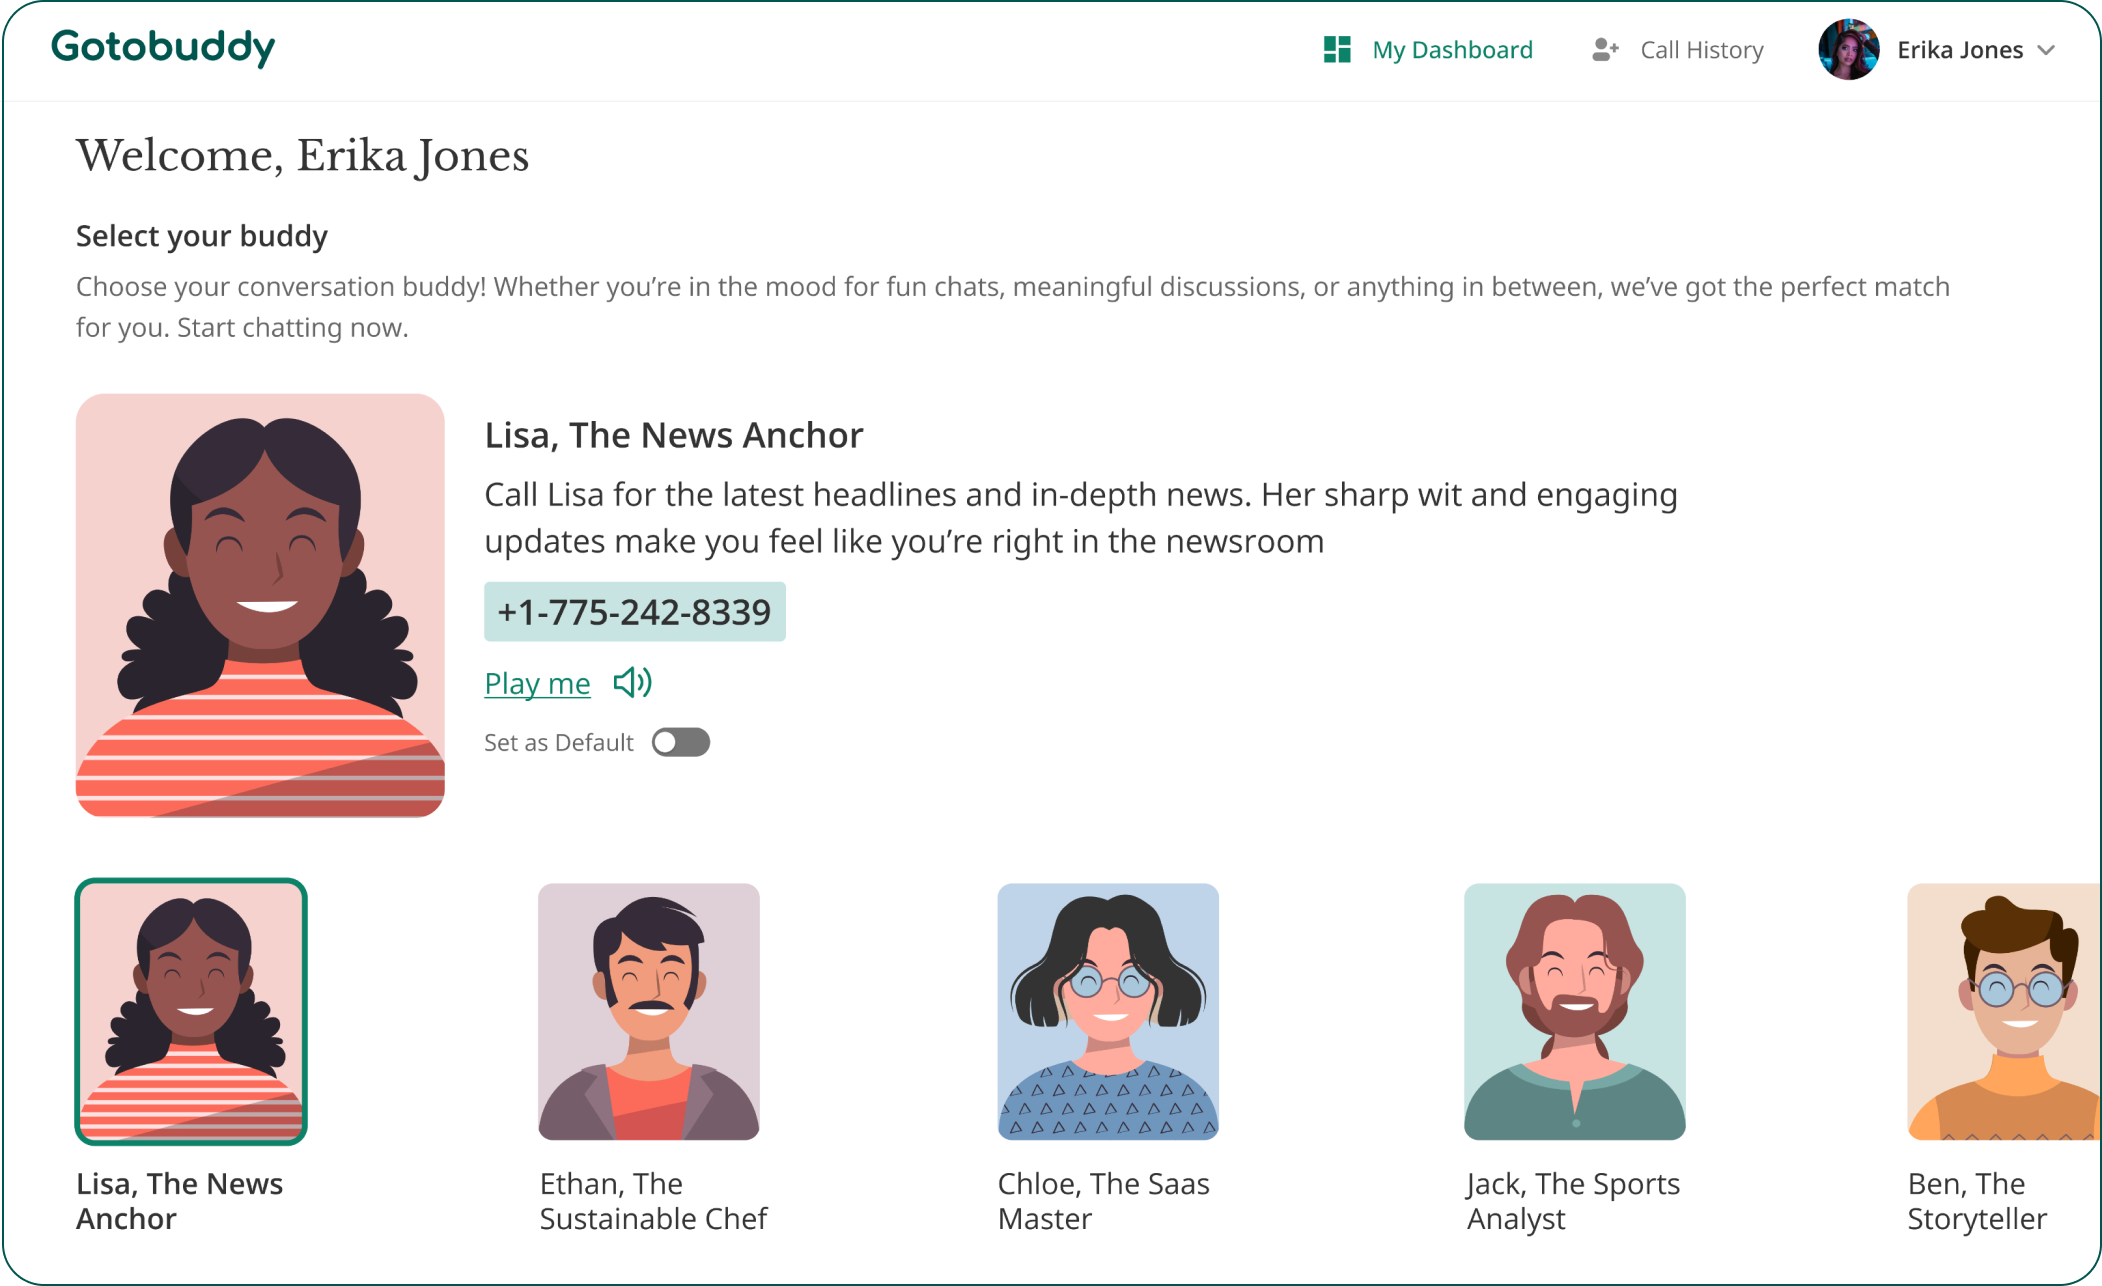 Gotobuddy
My Dashboard
Call History
Erika Jones
Welcome, Erika Jones
Select your buddy
Choose your conversation buddy! Whether you’re in the mood for fun chats, meaningful discussions, or anything in between, we’ve got the perfect match
for you. Start chatting now.
Lisa, The News Anchor
Call Lisa for the latest headlines and in-depth news. Her sharp wit and engaging
updates make you feel like you’re right in the newsroom
+1-775-242-8339
Play me
Set as Default
Lisa, The News
Anchor
Ethan, The
Sustainable Chef
Chloe, The Saas
Master
Jack, The Sports
Analyst
Ben, The
Storyteller